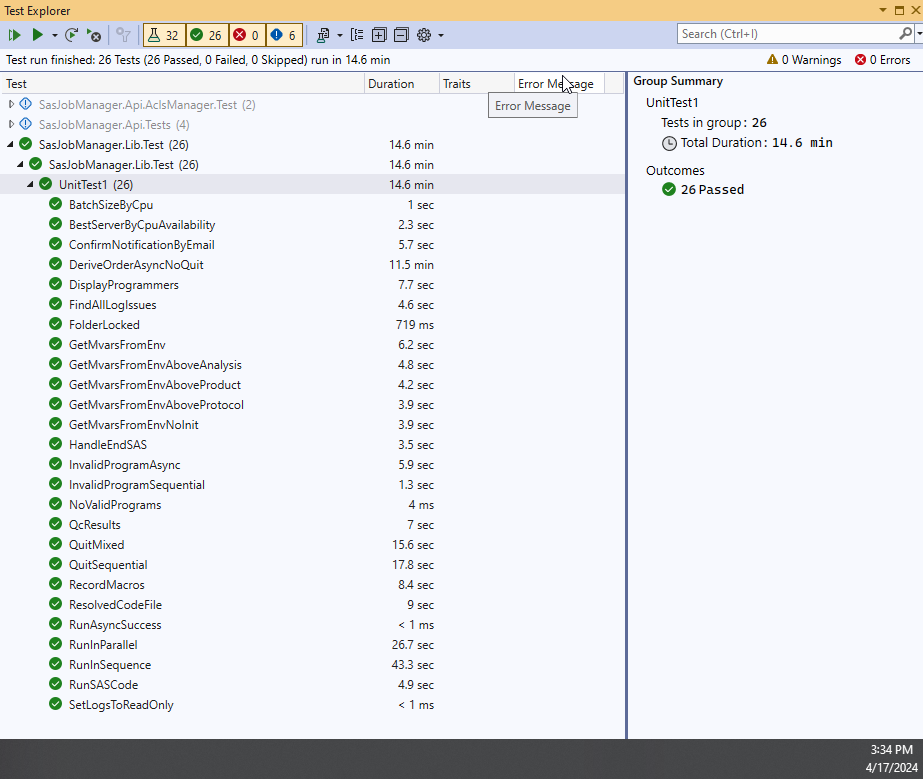 Test Explorer
32 26 0 6 Search (Ctrl+I)
Test run finished: 26 Tests (26 Passed, 0 Failed, 0 Skipped) run in 14.6 min 0 Warnings 0 Errors
Test Duration Traits Error Message
Error Message
SasJobManager.Api.AclsManager.Test (2)
SasJobManager.Api.Tests (4)
SasJobManager.Lib.Test (26) 14.6 min
SasJobManager.Lib.Test (26) 14.6 min
UnitTest1 (26) 14.6 min
BatchSizeByCpu 1 sec
BestServerByCpuAvailability 2.3 sec
ConfirmNotificationByEmail 5.7 sec
DeriveOrderAsyncNoQuit 11.5 min
DisplayProgrammers 7.7 sec
FindAllLogIssues 4.6 sec
FolderLocked 719 ms
GetMvarsFromEnv 6.2 sec
GetMvarsFromEnvAboveAnalysis 4.8 sec
GetMvarsFromEnvAboveProduct 4.2 sec
GetMvarsFromEnvAboveProtocol 3.9 sec
GetMvarsFromEnvNoInit 3.9 sec
HandleEndSAS 3.5 sec
InvalidProgramAsync 5.9 sec
InvalidProgramSequential 1.3 sec
NoValidPrograms 4 ms
QcResults 7 sec
QuitMixed 15.6 sec
QuitSequential 17.8 sec
RecordMacros 8.4 sec
ResolvedCodeFile 9 sec
RunAsyncSuccess < 1 ms
RunInParallel 26.7 sec
RunInSequence 43.3 sec
RunSASCode 4.9 sec
SetLogsToReadOnly < 1 ms
Group Summary
UnitTest1
Tests in group: 26
Total Duration: 14.6 min
Outcomes
26 Passed
3:34 PM
4/17/2024